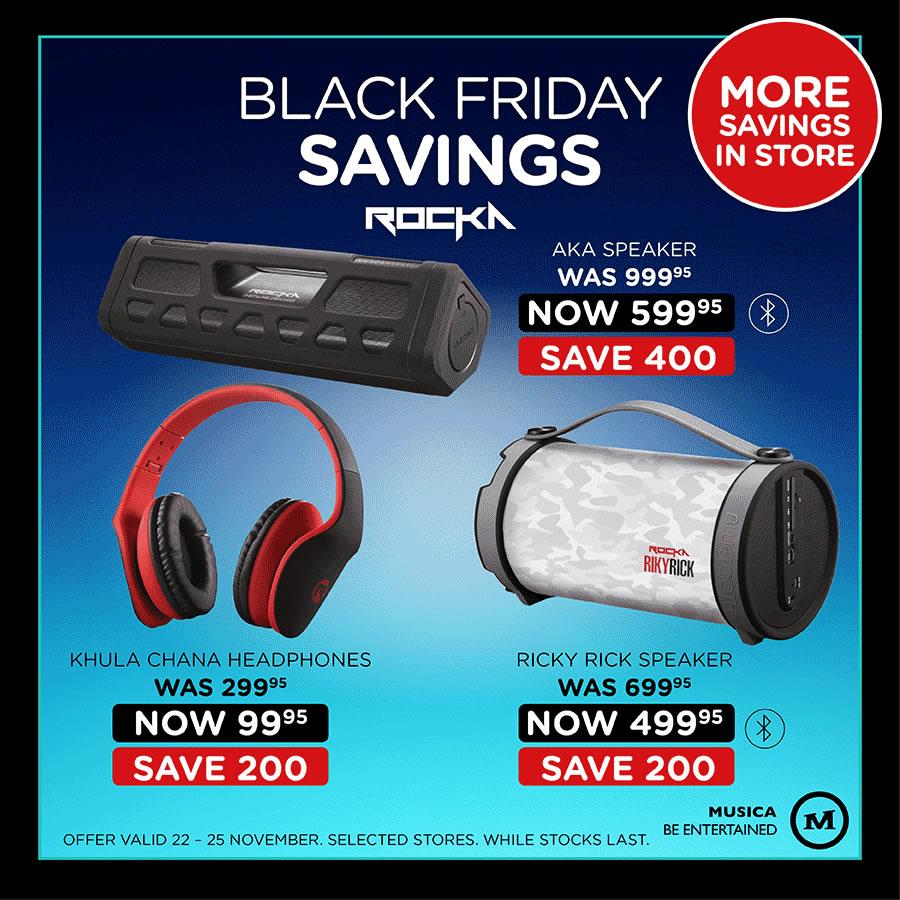 BLACK FRIDAY
SAVINGS
ROCKA
MORE
SAVINGS
IN STORE
AKA SPEAKER
WAS 999⁹⁵
NOW 599⁹⁵
SAVE 400
ROCKA
ROCKA
RIKYRICK
KHULA CHANA HEADPHONES
WAS 299⁹⁵
NOW 99⁹⁵
SAVE 200
RICKY RICK SPEAKER
WAS 699⁹⁵
NOW 499⁹⁵
SAVE 200
MUSICA
BE ENTERTAINED
M
OFFER VALID 22 – 25 NOVEMBER. SELECTED STORES. WHILE STOCKS LAST.